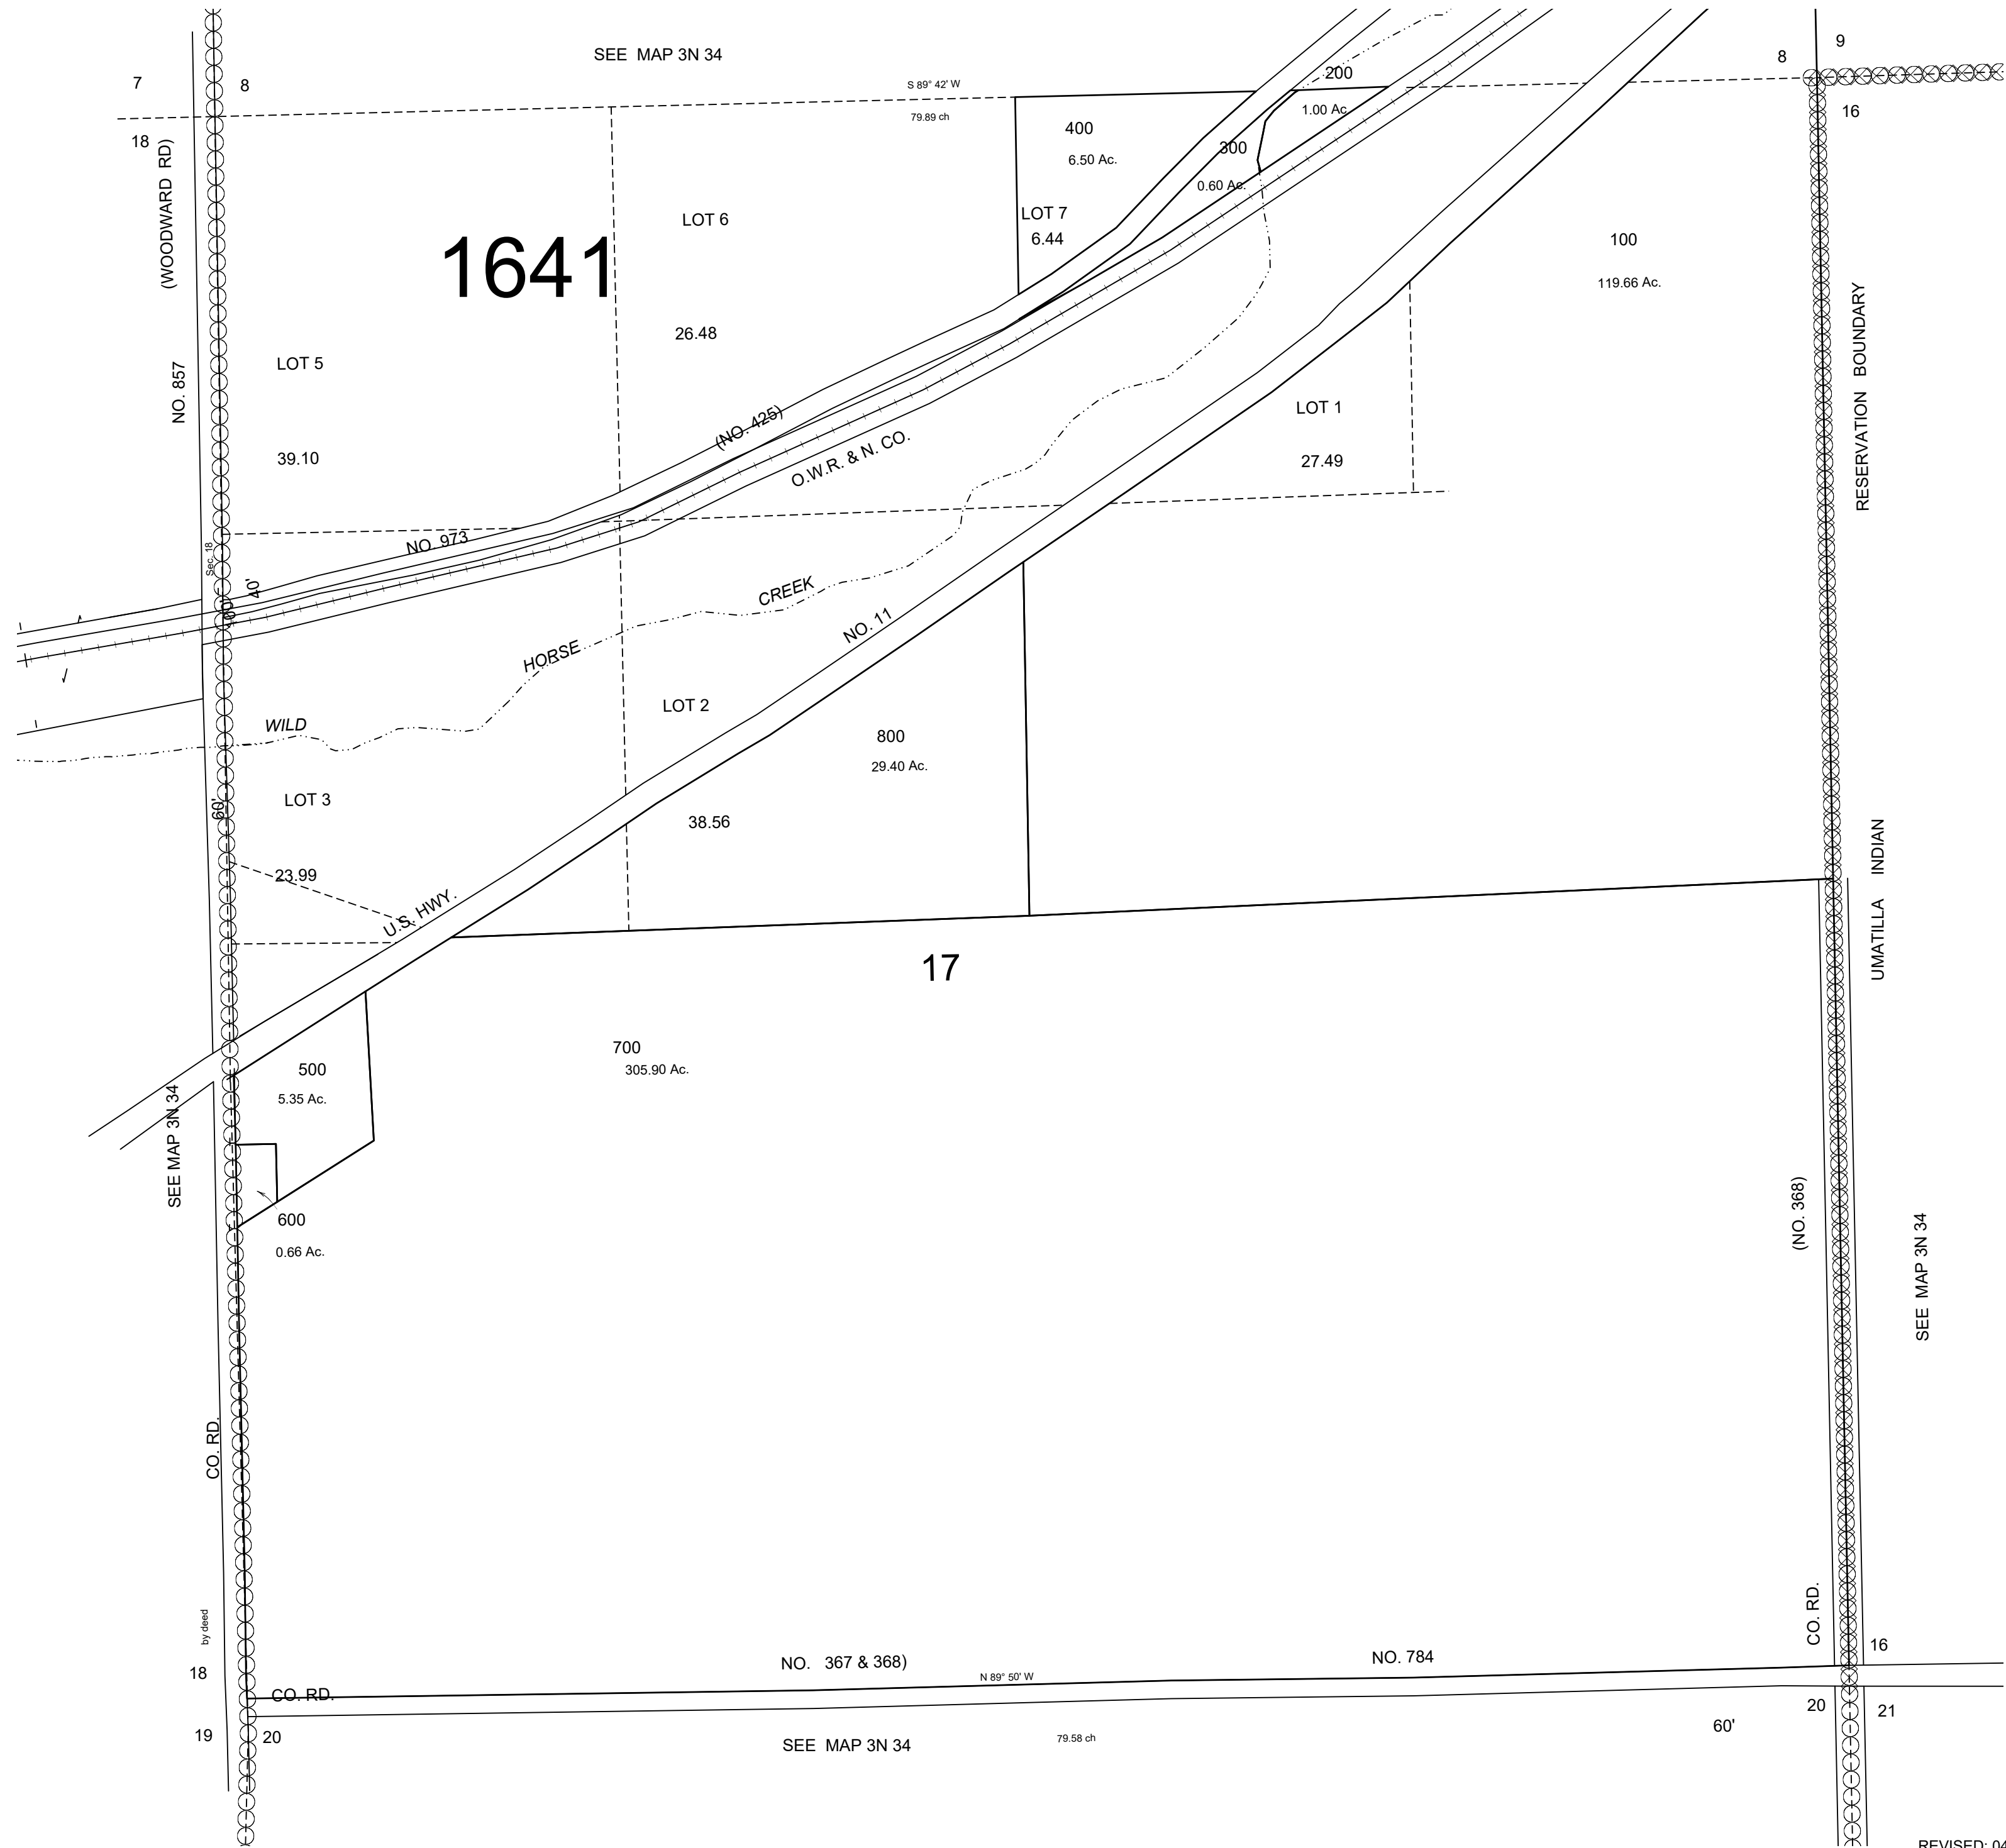 SEE MAP 3N 34
7
8
S 89° 42' W
79.89 ch
200
8
9
18
16
(WOODWARD RD)
400
6.50 Ac.
1.00 Ac.
300
0.60 Ac.
LOT 6
LOT 7
6.44
1641
100
119.66 Ac.
26.48
LOT 5
NO. 857
39.10
(NO. 425)
O.W.R. & N. CO.
LOT 1
27.49
RESERVATION BOUNDARY
NO. 973
Sec. 18
40'
60'
CREEK
HORSE
NO. 11
WILD
LOT 2
800
29.40 Ac.
LOT 3
60'
38.56
23.99
U.S. HWY.
UMATILLA INDIAN
17
700
305.90 Ac.
500
5.35 Ac.
SEE MAP 3N 34
600
0.66 Ac.
(NO. 368)
SEE MAP 3N 34
CO. RD.
by deed
CO. RD.
NO. 367 & 368)
N 89° 50' W
NO. 784
16
18
CO. RD.
19
20
SEE MAP 3N 34
79.58 ch
60'
20
21
REVISED: 04